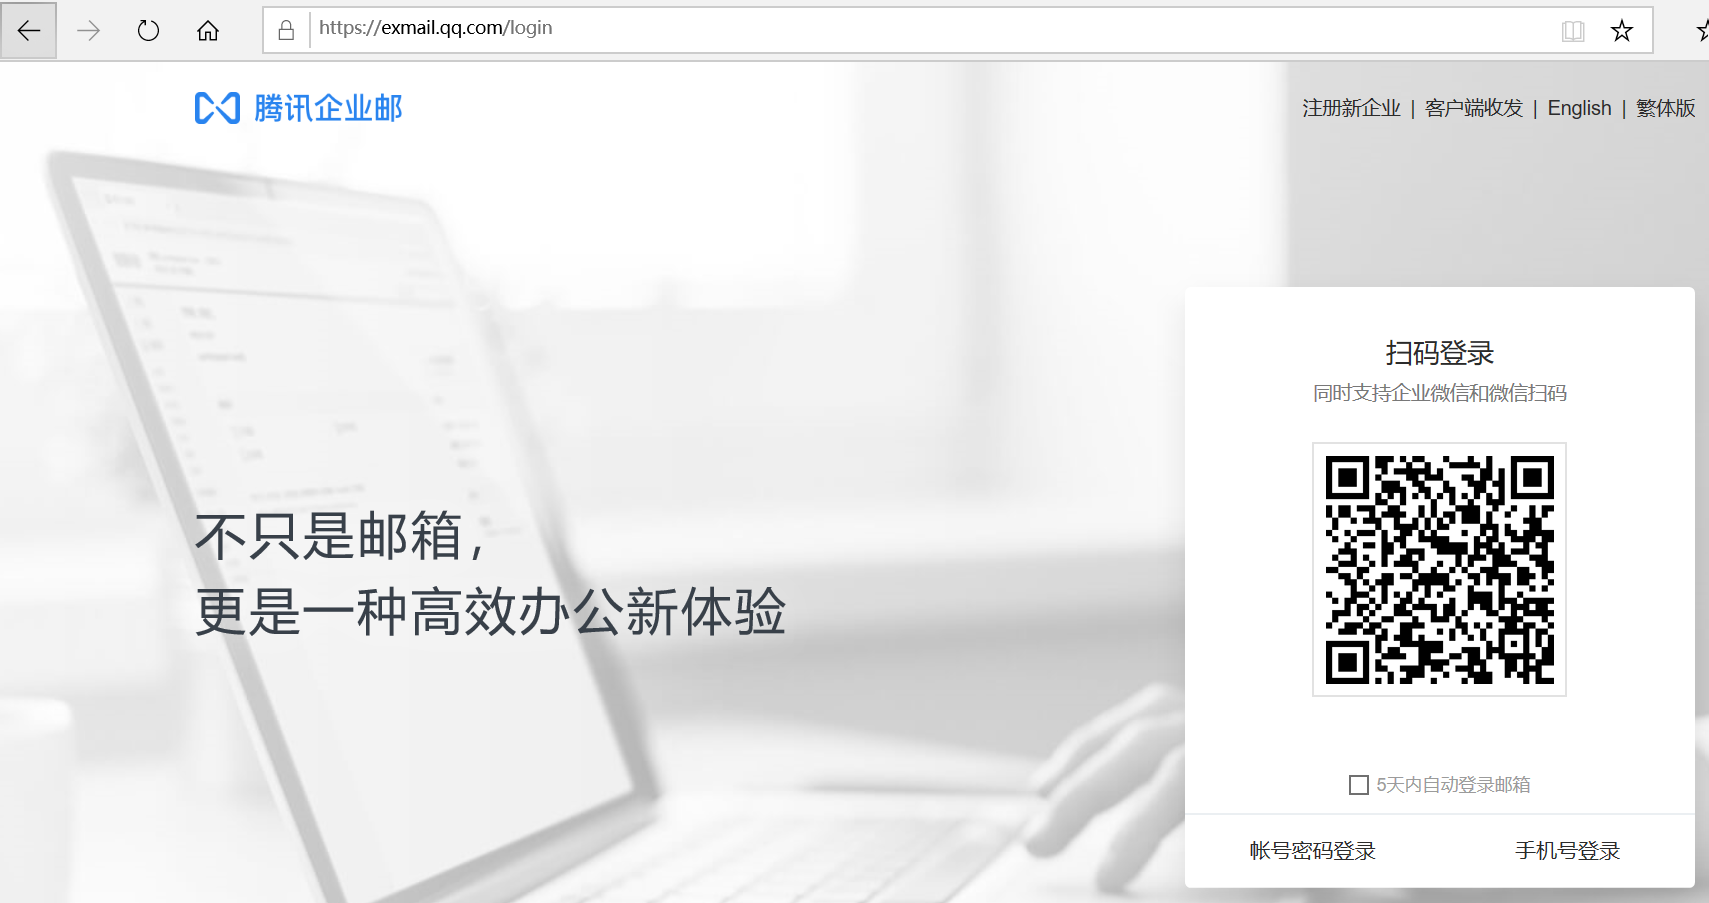 https://exmail.qq.com/login
腾讯企业邮
注册新企业 | 客户端收发 | English | 繁体版
扫码登录
同时支持企业微信和微信扫码
不只是邮箱，
更是一种高效办公新体验
5天内自动登录邮箱
帐号密码登录 手机号登录